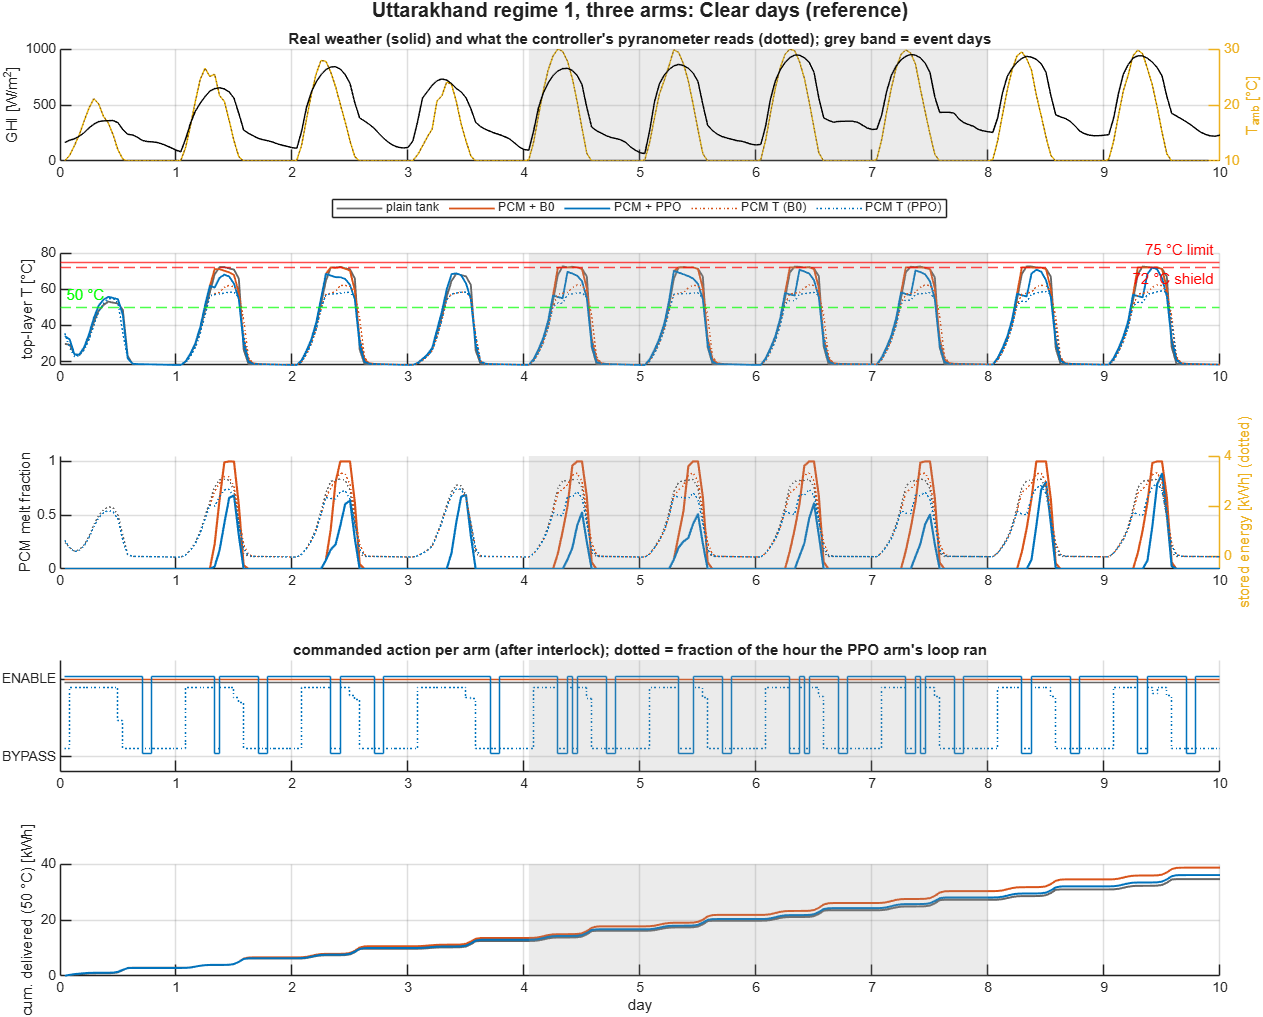 Uttarakhand regime 1, three arms: Clear days (reference)
Real weather (solid) and what the controller's pyranometer reads (dotted); grey band = event days
GHI [W/m²]
1000
500
0
30
20
10
T_amb [°C]
0 1 2 3 4 5 6 7 8 9 10
plain tank PCM + B0 PCM + PPO PCM T (B0) PCM T (PPO)
top-layer T [°C]
80
60
40
20
75 °C limit
72 °C shield
50 °C
0 1 2 3 4 5 6 7 8 9 10
PCM melt fraction
1
0.5
0
4
2
0
stored energy [kWh] (dotted)
0 1 2 3 4 5 6 7 8 9 10
commanded action per arm (after interlock); dotted = fraction of the hour the PPO arm's loop ran
ENABLE
BYPASS
0 1 2 3 4 5 6 7 8 9 10
cum. delivered (50 °C) [kWh]
40
20
0
0 1 2 3 4 5 6 7 8 9 10
day